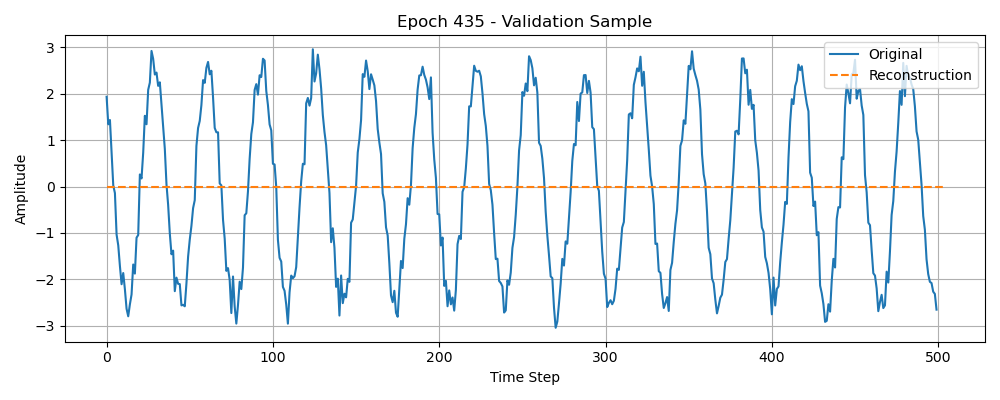 Epoch 435 - Validation Sample
Original
Reconstruction
Amplitude
3
2
1
0
−1
−2
−3
0 100 200 300 400 500
Time Step